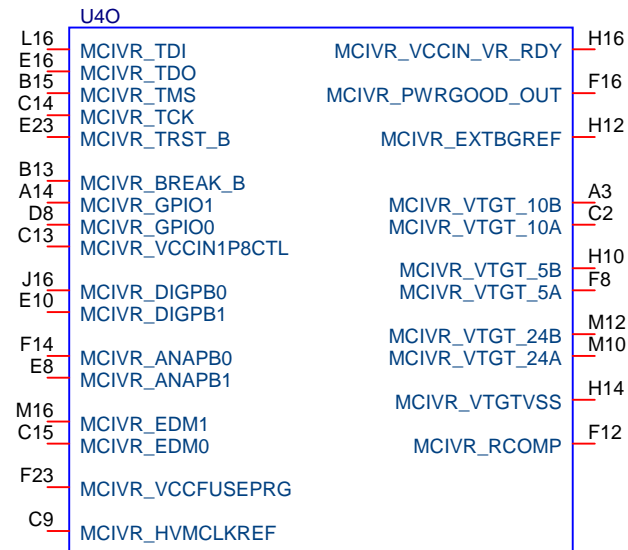 U4O
L16 MCIVR_TDI
E16 MCIVR_TDO
B15 MCIVR_TMS
C14 MCIVR_TCK
E23 MCIVR_TRST_B
B13 MCIVR_BREAK_B
A14 MCIVR_GPIO1
D8 MCIVR_GPIO0
C13 MCIVR_VCCIN1P8CTL
J16 MCIVR_DIGPB0
E10 MCIVR_DIGPB1
F14 MCIVR_ANAPB0
E8 MCIVR_ANAPB1
M16 MCIVR_EDM1
C15 MCIVR_EDM0
F23 MCIVR_VCCFUSEPRG
C9 MCIVR_HVMCLKREF
MCIVR_VCCIN_VR_RDY H16
MCIVR_PWRGOOD_OUT F16
MCIVR_EXTBGREF H12
MCIVR_VTGT_10B A3
MCIVR_VTGT_10A C2
MCIVR_VTGT_5B H10
MCIVR_VTGT_5A F8
MCIVR_VTGT_24B M12
MCIVR_VTGT_24A M10
MCIVR_VTGTVSS H14
MCIVR_RCOMP F12